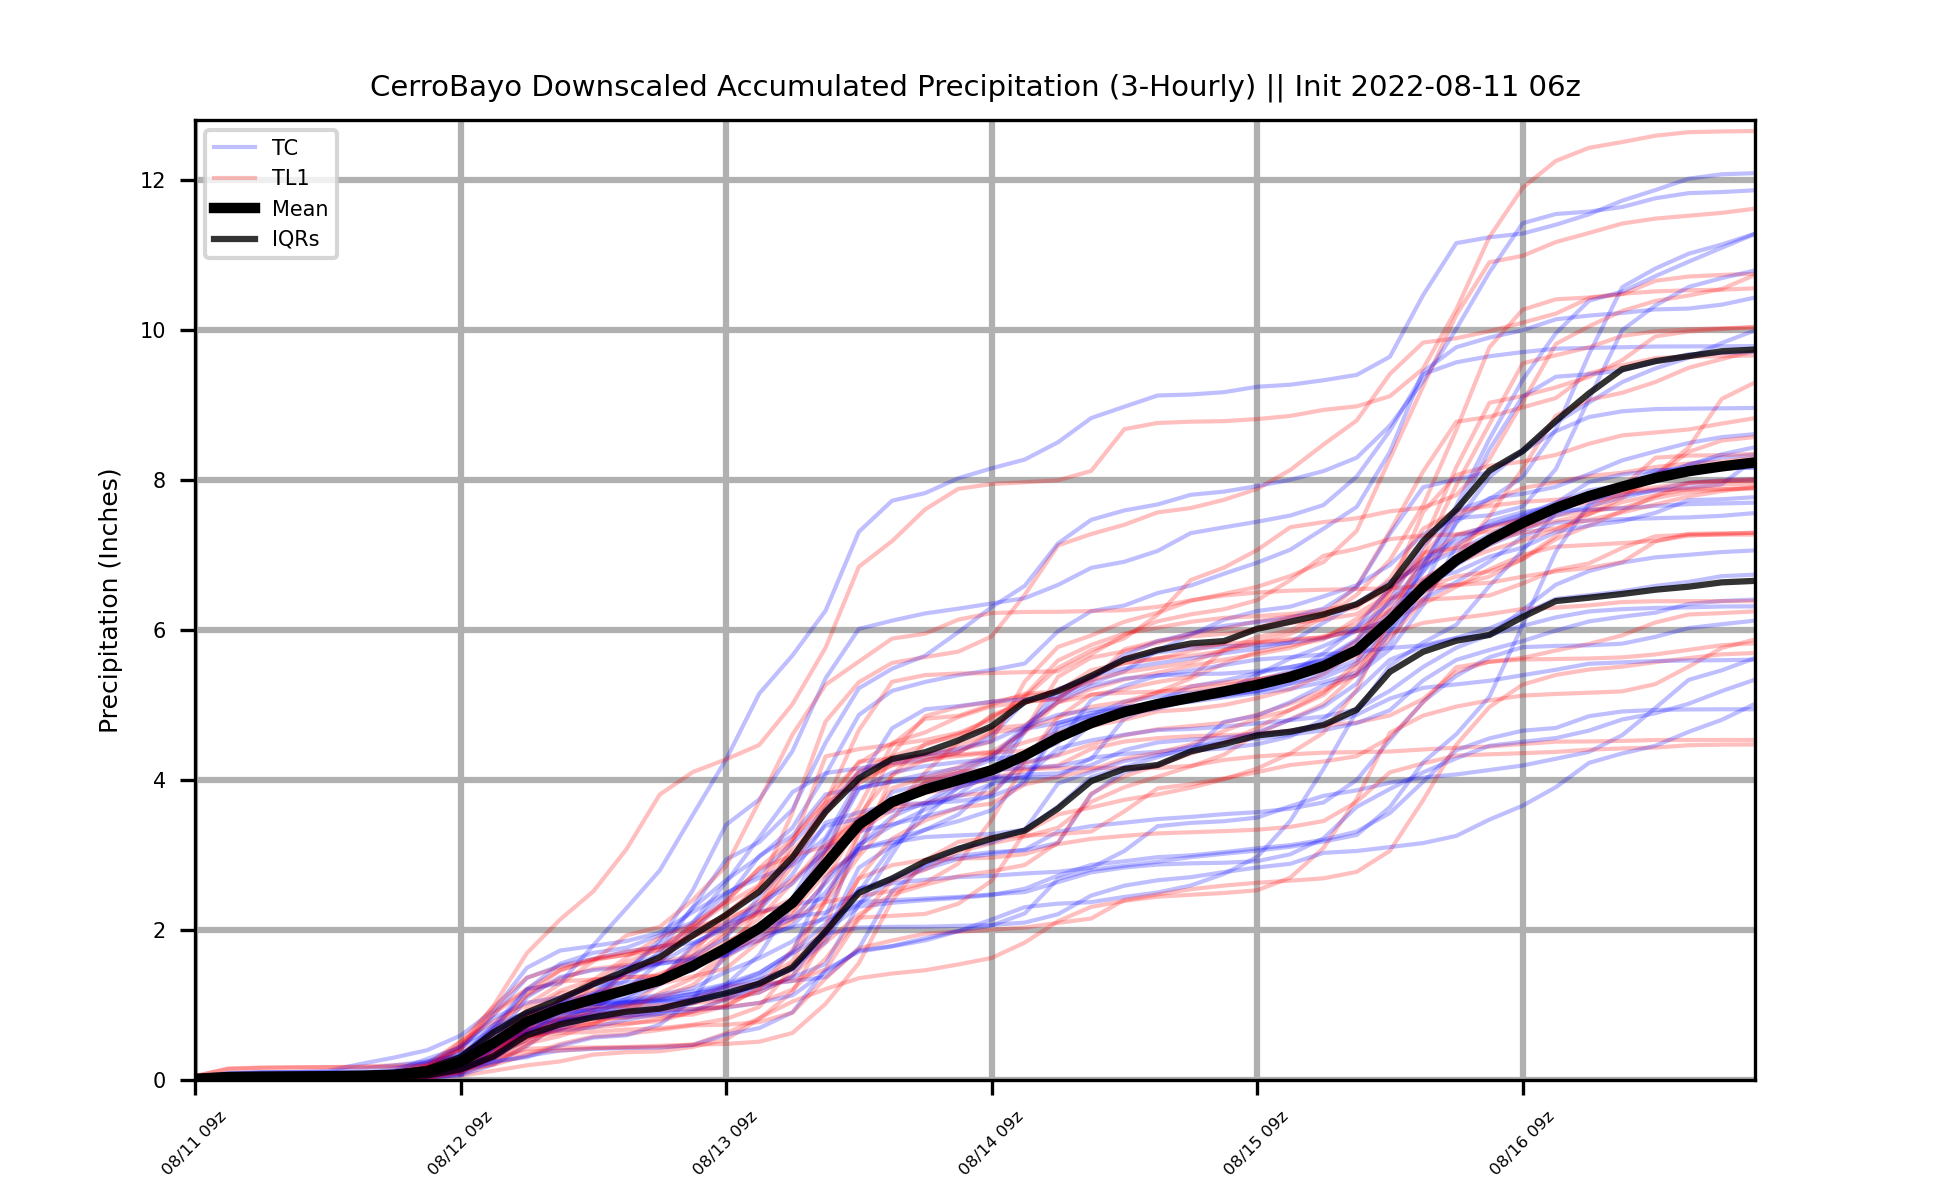 CerroBayo Downscaled Accumulated Precipitation (3-Hourly) || Init 2022-08-11 06z
TC
TL1
Mean
IQRs
Precipitation (Inches)
12
10
8
6
4
2
0
08/11 09z
08/12 09z
08/13 09z
08/14 09z
08/15 09z
08/16 09z